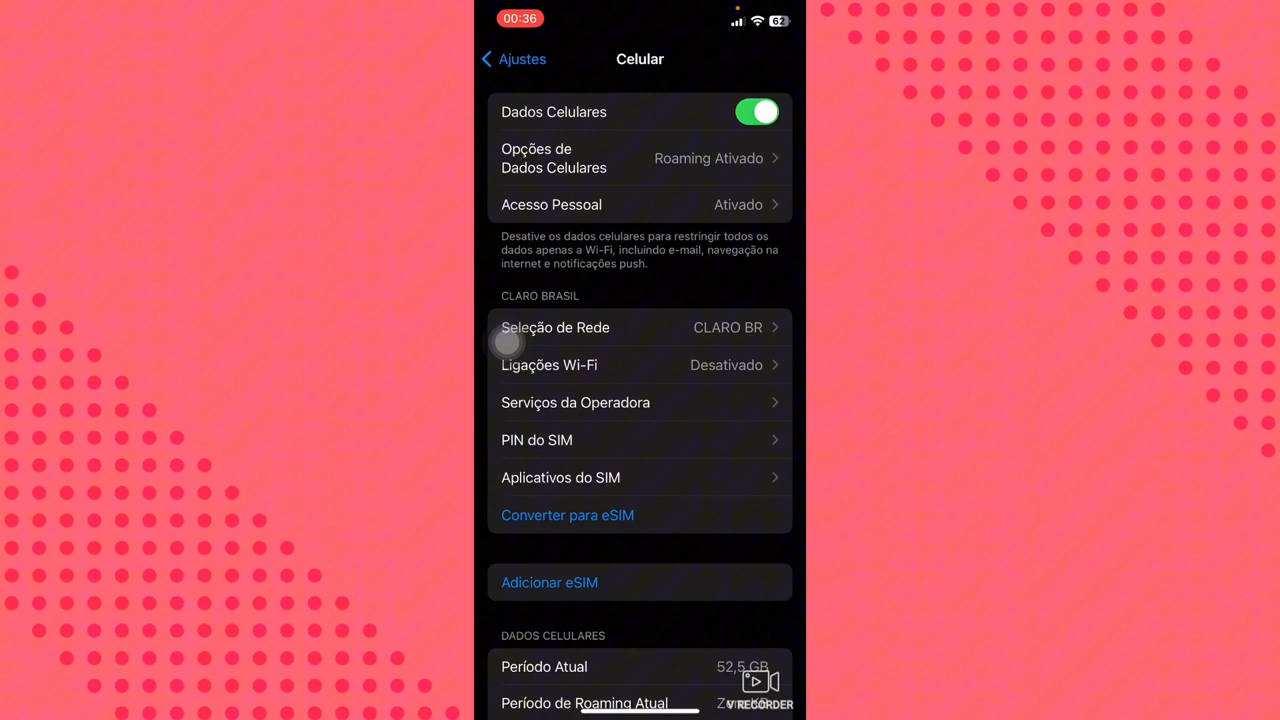 00:36
62
Ajustes
Celular
Dados Celulares
Opções de
Dados Celulares
Roaming Ativado
Acesso Pessoal
Ativado
Desative os dados celulares para restringir todos os
dados apenas a Wi-Fi, incluindo e-mail, navegação na
internet e notificações push.
CLARO BRASIL
Seleção de Rede
CLARO BR
Ligações Wi-Fi
Desativado
Serviços da Operadora
PIN do SIM
Aplicativos do SIM
Converter para eSIM
Adicionar eSIM
DADOS CELULARES
Período Atual
52,5 GB
Período de Roaming Atual
V RECORDER